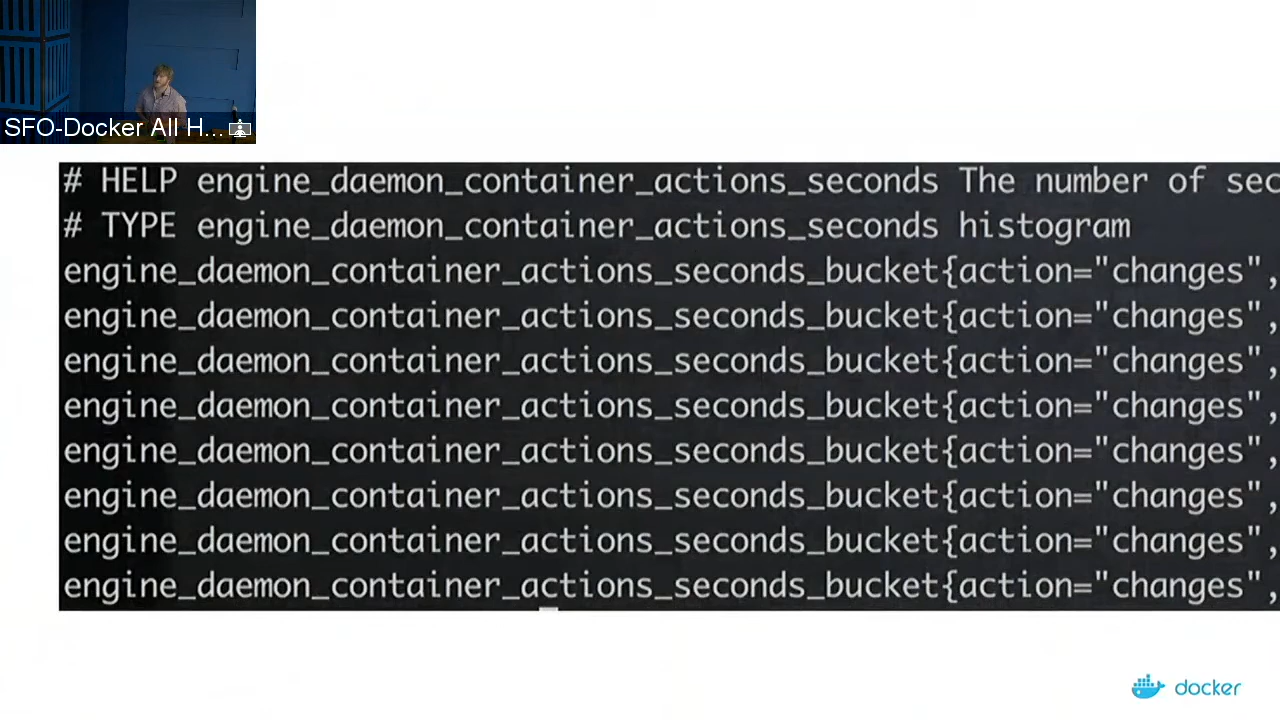 SFO-Docker All H...
# HELP engine_daemon_container_actions_seconds The number of sec
# TYPE engine_daemon_container_actions_seconds histogram
engine_daemon_container_actions_seconds_bucket{action="changes",
engine_daemon_container_actions_seconds_bucket{action="changes",
engine_daemon_container_actions_seconds_bucket{action="changes",
engine_daemon_container_actions_seconds_bucket{action="changes",
engine_daemon_container_actions_seconds_bucket{action="changes",
engine_daemon_container_actions_seconds_bucket{action="changes",
engine_daemon_container_actions_seconds_bucket{action="changes",
engine_daemon_container_actions_seconds_bucket{action="changes",
docker